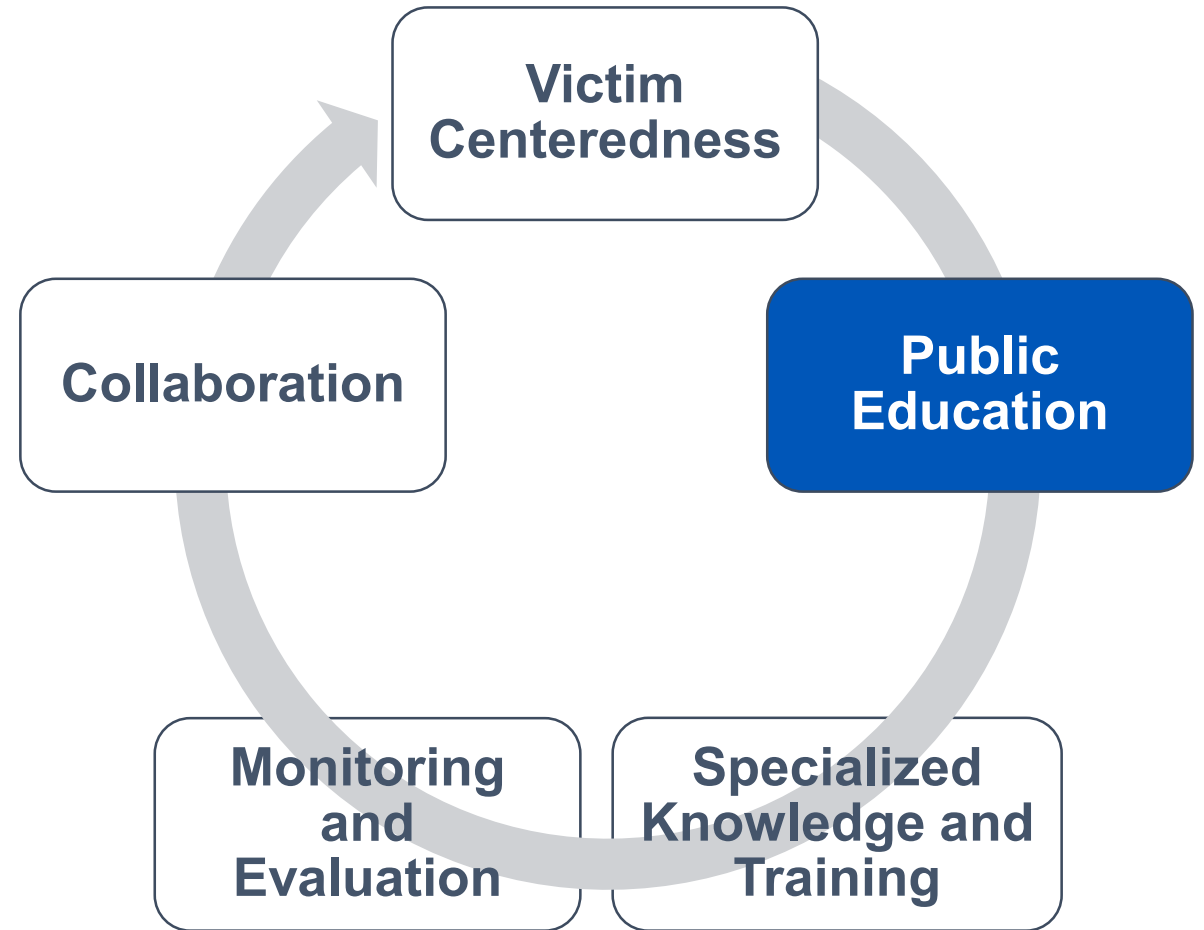 Victim
Centeredness
Public
Education
Collaboration
Specialized
Knowledge and
Training
Monitoring
and
Evaluation